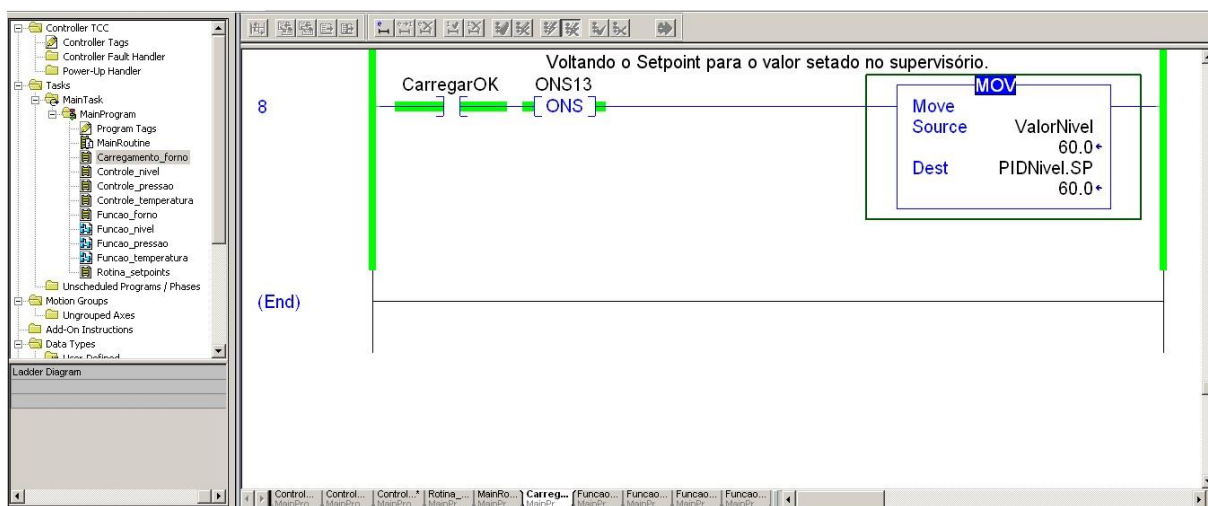 Controller TCC
Controller Tags
Controller Fault Handler
Power-Up Handler
Tasks
MainTask
MainProgram
Program Tags
MainRoutine
Carregamento_forno
Controle_nivel
Controle_pressao
Controle_temperatura
Funcao_forno
Funcao_nivel
Funcao_pressao
Funcao_temperatura
Rotina_setpoints
Unscheduled Programs / Phases
Motion Groups
Ungrouped Axes
Add-On Instructions
Data Types
User-Defined
Ladder Diagram
Voltando o Setpoint para o valor setado no supervisório.
CarregarOK ONS13
8
ONS
MOV
Move
Source ValorNivel
60.0
Dest PIDNivel.SP
60.0
(End)
Control... Control... Control...* Rotina_... MainRo... Carreg... Funcao... Funcao... Funcao... Funcao...